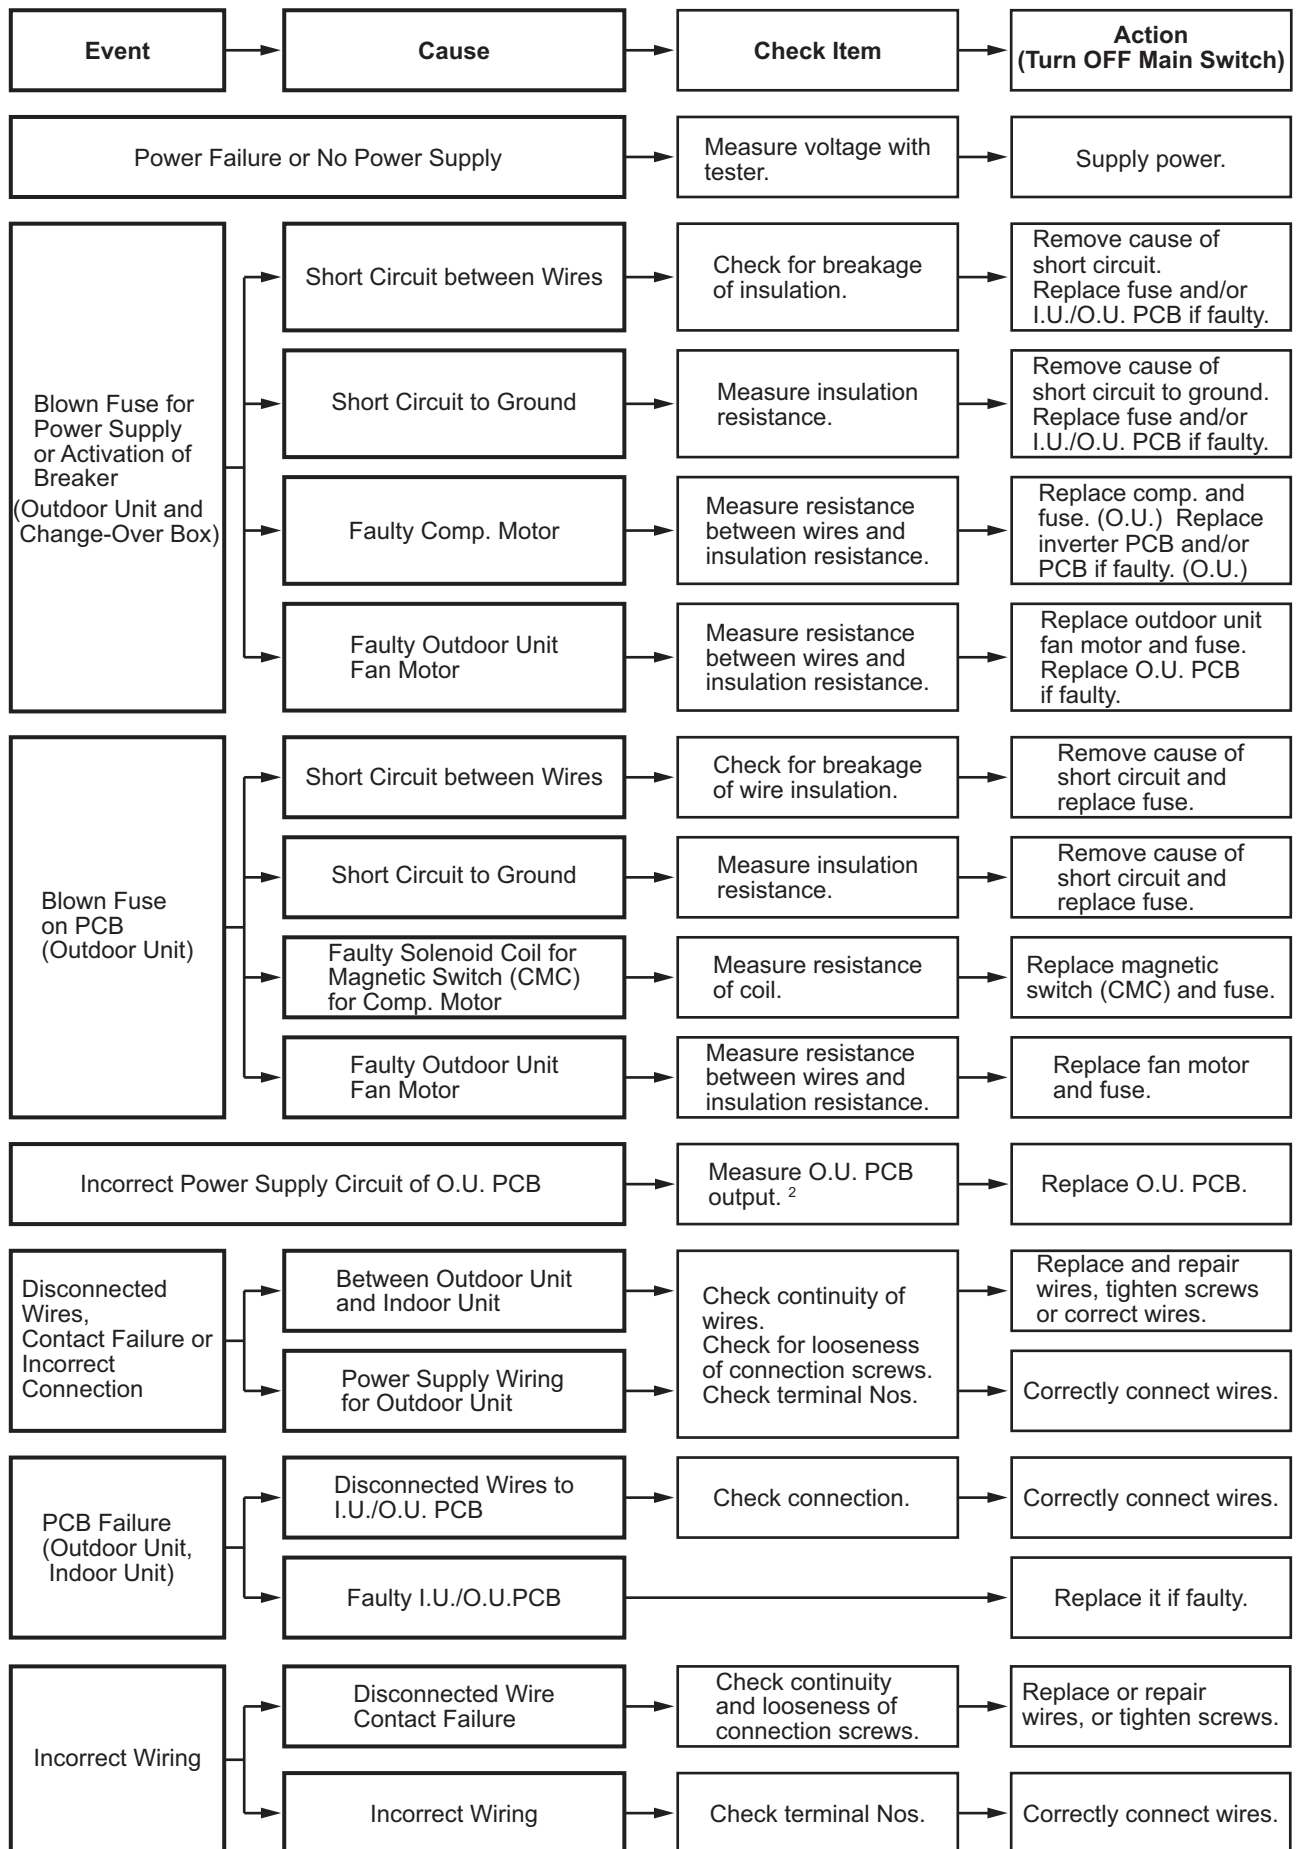 Event
Cause
Check Item
Action
(Turn OFF Main Switch)
Power Failure or No Power Supply
Measure voltage with
tester.
Supply power.
Blown Fuse for
Power Supply
or Activation of
Breaker
(Outdoor Unit and
Change-Over Box)
Short Circuit between Wires
Check for breakage
of insulation.
Remove cause of
short circuit.
Replace fuse and/or
I.U./O.U. PCB if faulty.
Short Circuit to Ground
Measure insulation
resistance.
Remove cause of
short circuit to ground.
Replace fuse and/or
I.U./O.U. PCB if faulty.
Faulty Comp. Motor
Measure resistance
between wires and
insulation resistance.
Replace comp. and
fuse. (O.U.) Replace
inverter PCB and/or
PCB if faulty. (O.U.)
Faulty Outdoor Unit
Fan Motor
Measure resistance
between wires and
insulation resistance.
Replace outdoor unit
fan motor and fuse.
Replace O.U. PCB
if faulty.
Blown Fuse
on PCB
(Outdoor Unit)
Short Circuit between Wires
Check for breakage
of wire insulation.
Remove cause of
short circuit and
replace fuse.
Short Circuit to Ground
Measure insulation
resistance.
Remove cause of
short circuit and
replace fuse.
Faulty Solenoid Coil for
Magnetic Switch (CMC)
for Comp. Motor
Measure resistance
of coil.
Replace magnetic
switch (CMC) and fuse.
Faulty Outdoor Unit
Fan Motor
Measure resistance
between wires and
insulation resistance.
Replace fan motor
and fuse.
Incorrect Power Supply Circuit of O.U. PCB
Measure O.U. PCB
output. 2
Replace O.U. PCB.
Disconnected
Wires,
Contact Failure or
Incorrect
Connection
Between Outdoor Unit
and Indoor Unit
Check continuity of
wires.
Check for looseness
of connection screws.
Check terminal Nos.
Replace and repair
wires, tighten screws
or correct wires.
Power Supply Wiring
for Outdoor Unit
Correctly connect wires.
PCB Failure
(Outdoor Unit,
Indoor Unit)
Disconnected Wires to
I.U./O.U. PCB
Check connection.
Correctly connect wires.
Faulty I.U./O.U.PCB
Replace it if faulty.
Incorrect Wiring
Disconnected Wire
Contact Failure
Check continuity
and looseness of
connection screws.
Replace or repair
wires, or tighten screws.
Incorrect Wiring
Check terminal Nos.
Correctly connect wires.